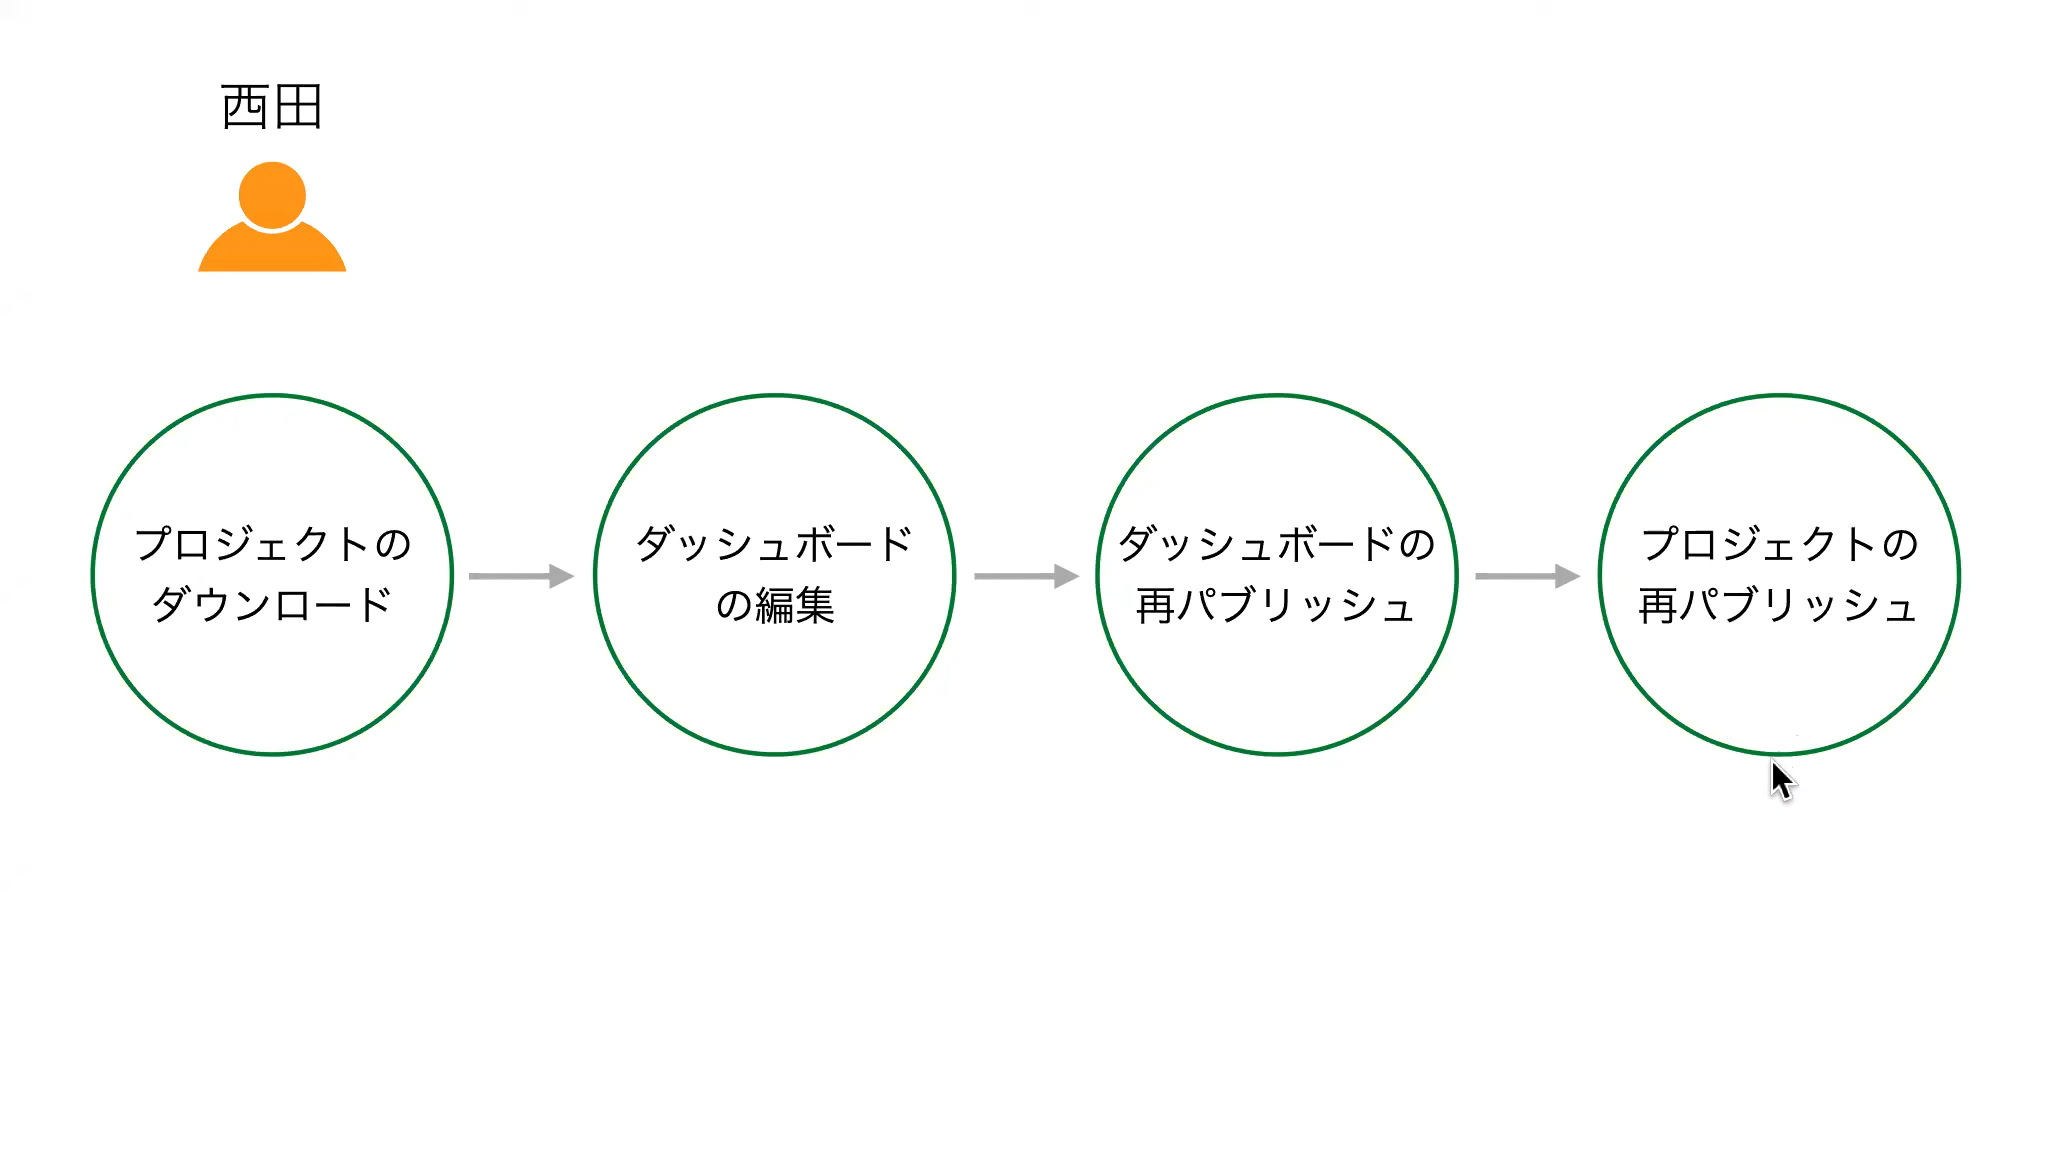 西田
プロジェクトの
ダウンロード
ダッシュボード
の編集
ダッシュボードの
再パブリッシュ
プロジェクトの
再パブリッシュ